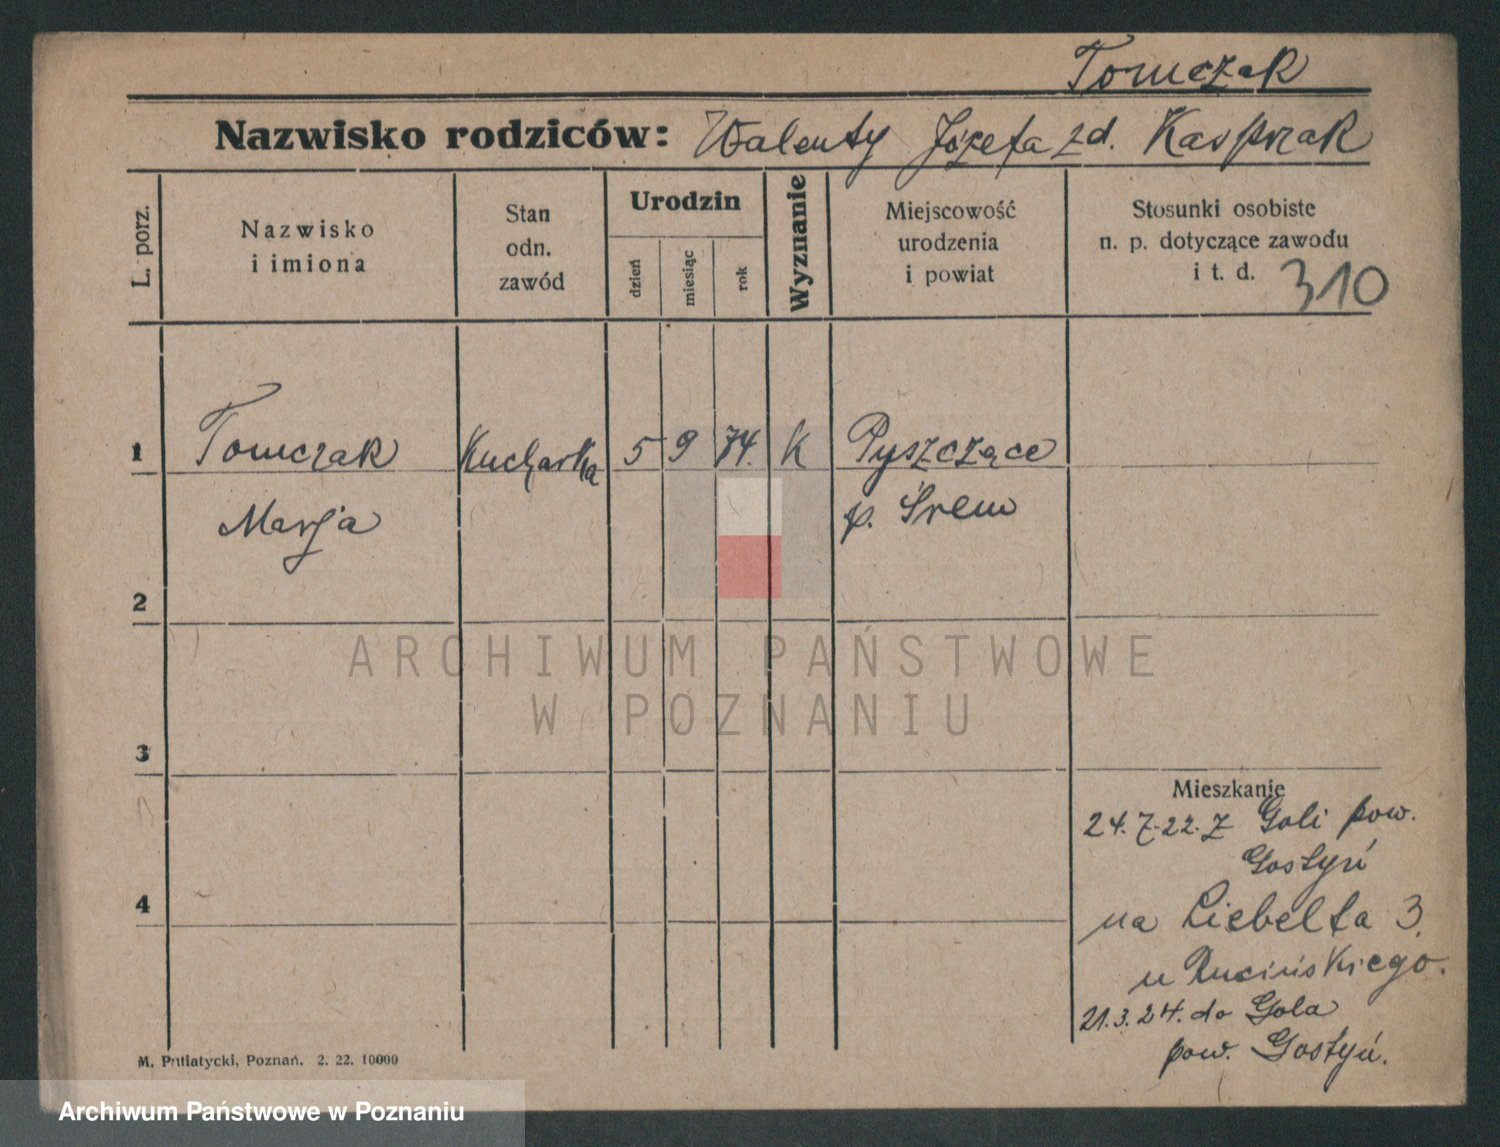 Tomczak
Nazwisko rodziców: Walenty Józefa zd. Kasprzak
L. porz.
Nazwisko
i imiona
Stan
odn.
zawód
Urodzin
dzień
miesiąc
rok
Wyznanie
Miejscowość
urodzenia
i powiat
Stosunki osobiste
n. p. dotyczące zawodu
i t. d.
310
1 Tomczak Kucharka 5 9 74. K Pyszczące
Marja p. Śrem
2
3
4
ARCHIWUM PAŃSTWOWE
W POZNANIU
Mieszkanie
24.7.22. Z Goli pow.
Gostyń
na Liebelta 3.
u Rucińskiego.
21.3.24. do Gola
pow. Gostyń.
M. Putiatycki, Poznań. 2. 22. 10000
Archiwum Państwowe w Poznaniu